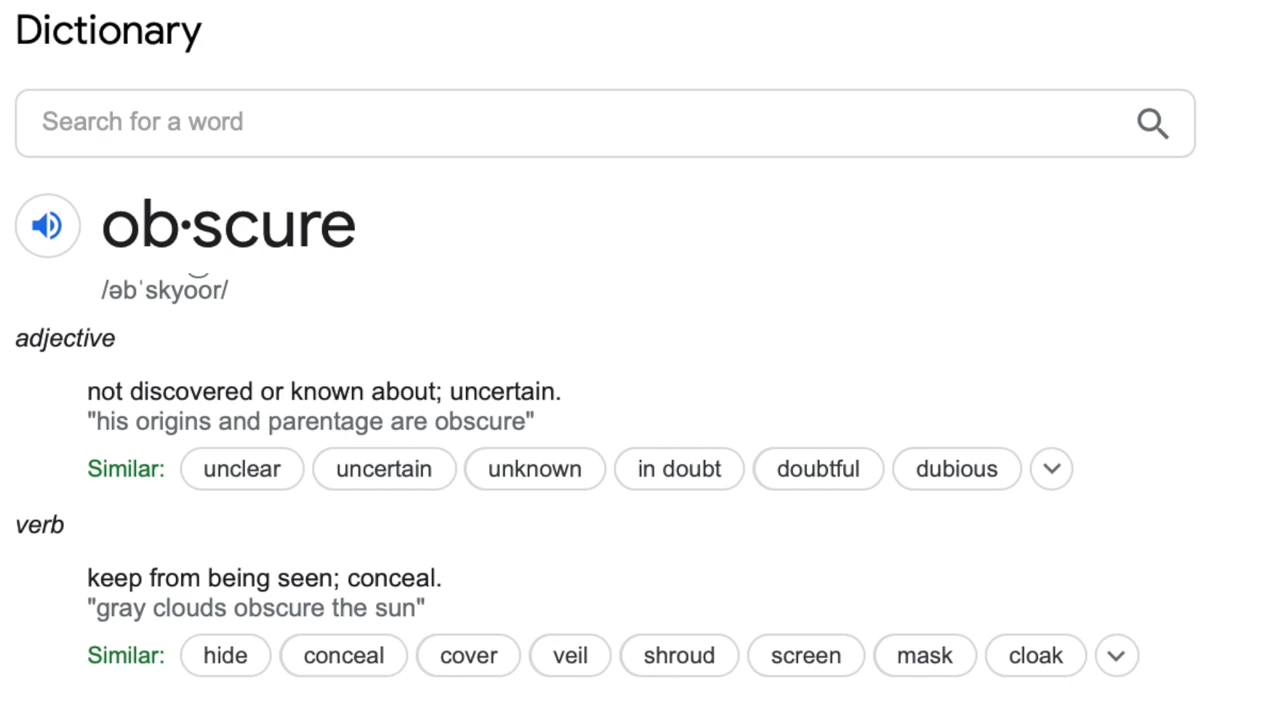 Dictionary
Search for a word
ob·scure
/əbˈskyo͝or/
adjective
not discovered or known about; uncertain.
"his origins and parentage are obscure"
Similar: unclear uncertain unknown in doubt doubtful dubious
verb
keep from being seen; conceal.
"gray clouds obscure the sun"
Similar: hide conceal cover veil shroud screen mask cloak